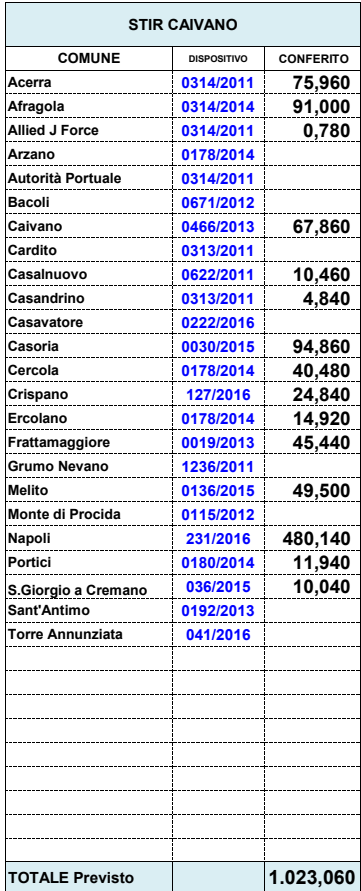 STIR CAIVANO
COMUNE DISPOSITIVO CONFERITO
Acerra 0314/2011 75,960
Afragola 0314/2014 91,000
Allied J Force 0314/2011 0,780
Arzano 0178/2014
Autorità Portuale 0314/2011
Bacoli 0671/2012
Caivano 0466/2013 67,860
Cardito 0313/2011
Casalnuovo 0622/2011 10,460
Casandrino 0313/2011 4,840
Casavatore 0222/2016
Casoria 0030/2015 94,860
Cercola 0178/2014 40,480
Crispano 127/2016 24,840
Ercolano 0178/2014 14,920
Frattamaggiore 0019/2013 45,440
Grumo Nevano 1236/2011
Melito 0136/2015 49,500
Monte di Procida 0115/2012
Napoli 231/2016 480,140
Portici 0180/2014 11,940
S.Giorgio a Cremano 036/2015 10,040
Sant'Antimo 0192/2013
Torre Annunziata 041/2016
TOTALE Previsto 1.023,060